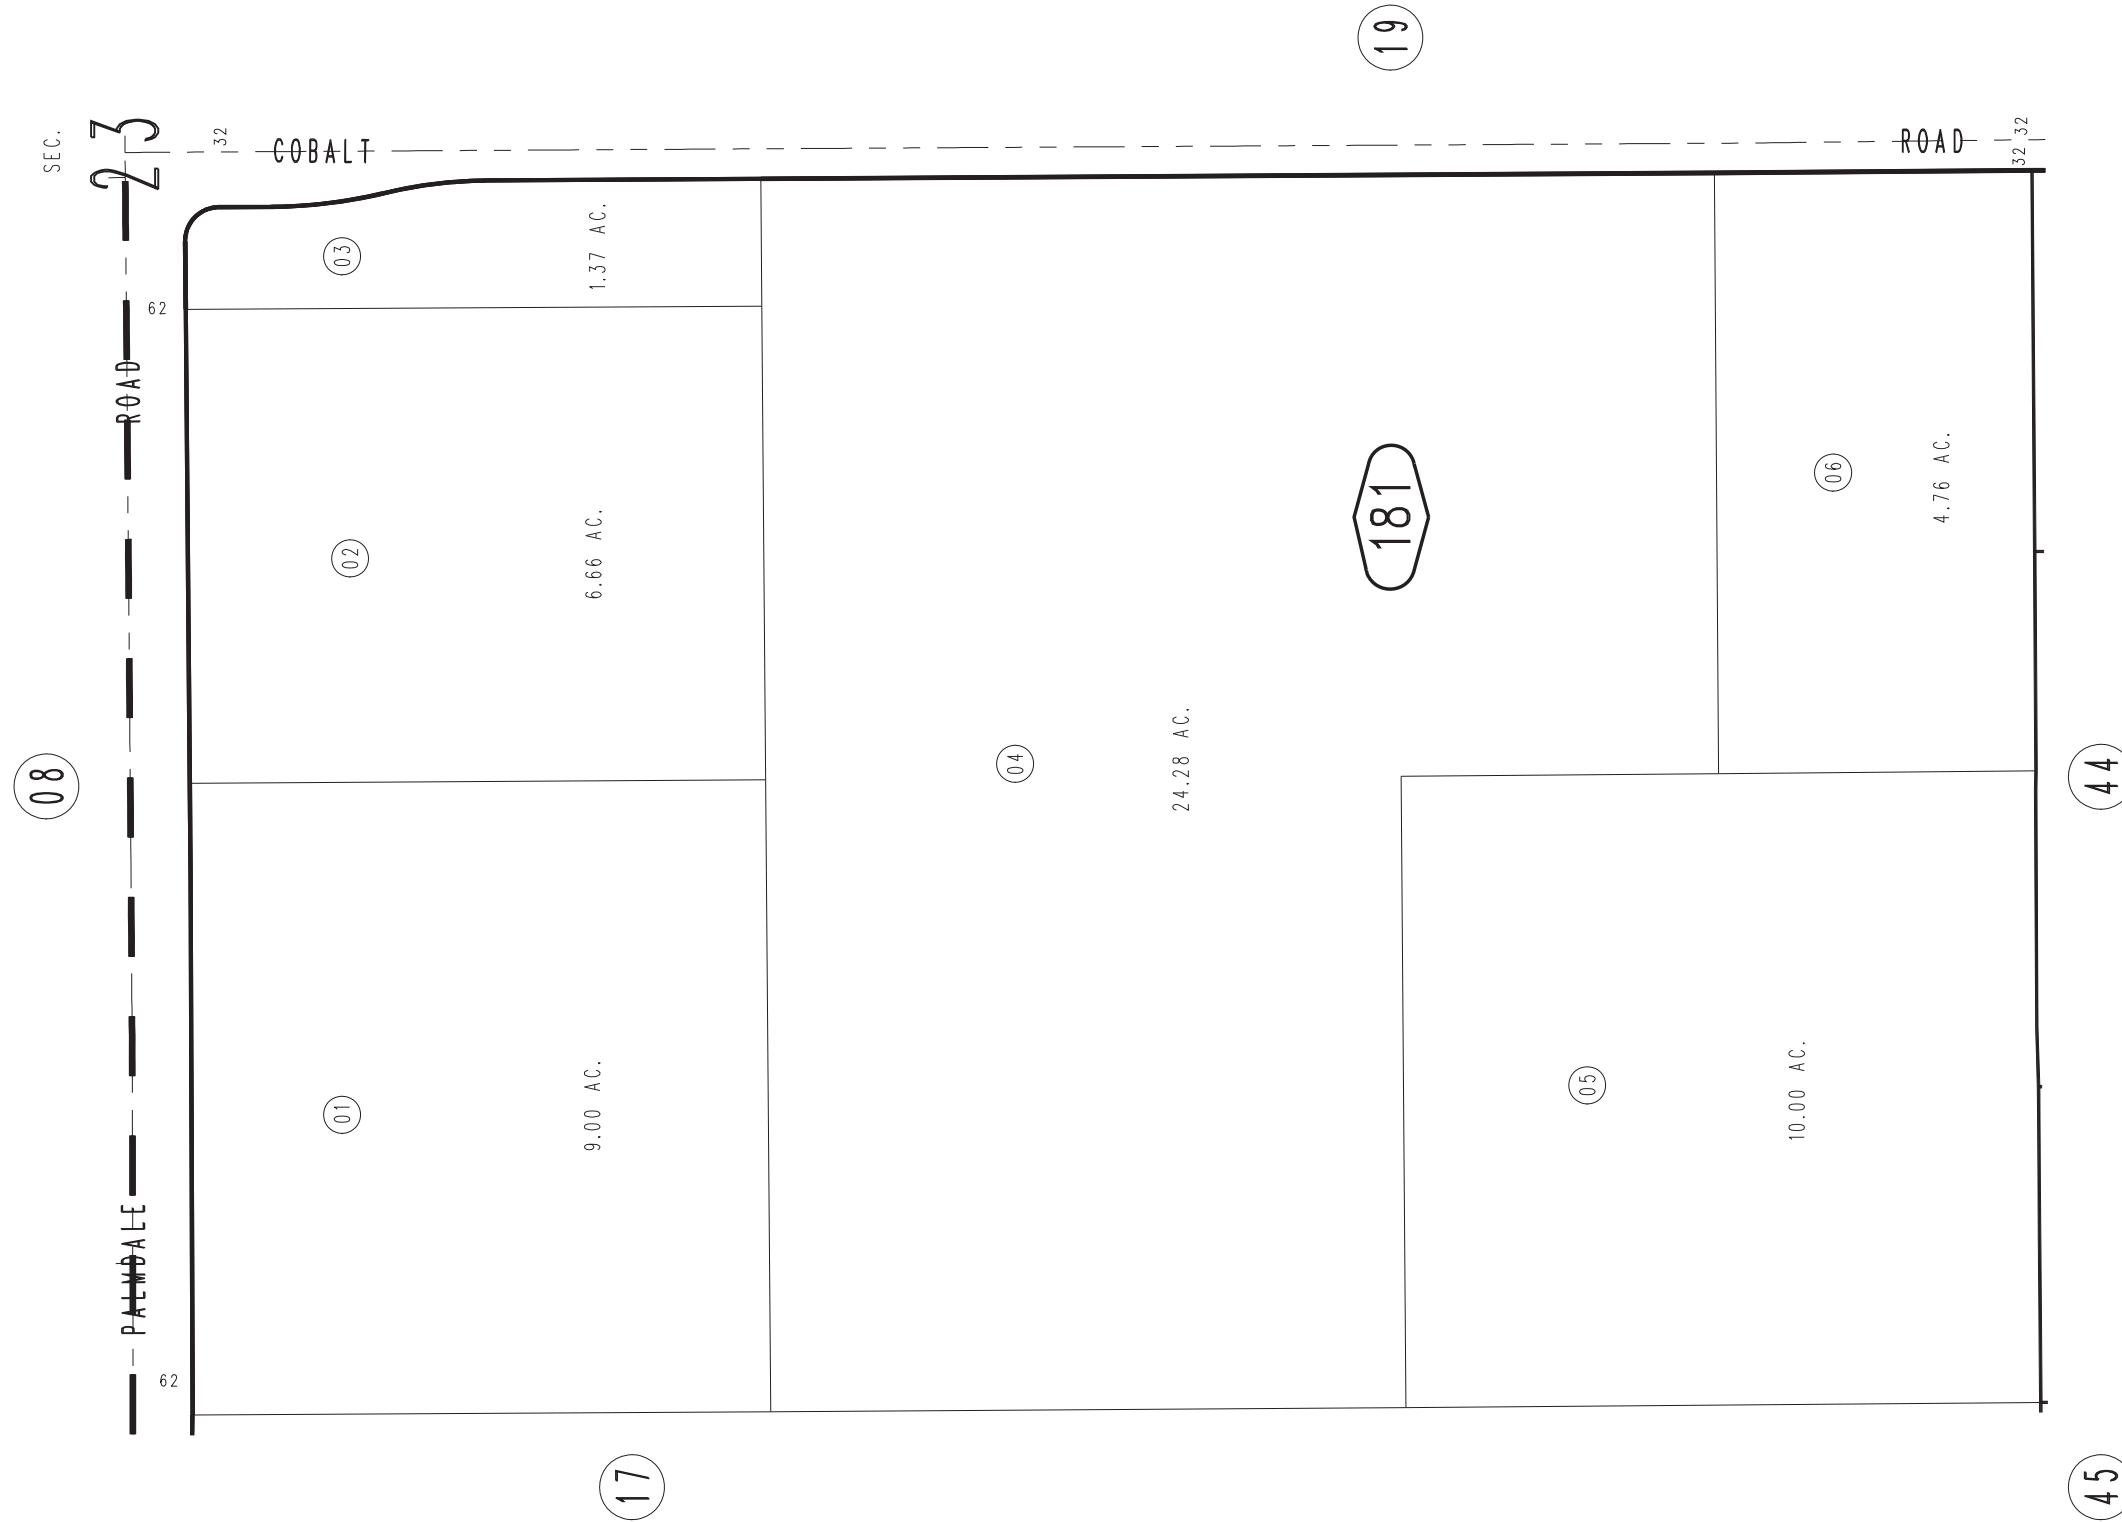 19
SEC.
23
32
COBALT
ROAD
32
32
03
1.37 AC.
62
ROAD
02
6.66 AC.
181
06
4.76 AC.
08
04
24.28 AC.
44
01
9.00 AC.
05
10.00 AC.
PALMDALE
62
17
45